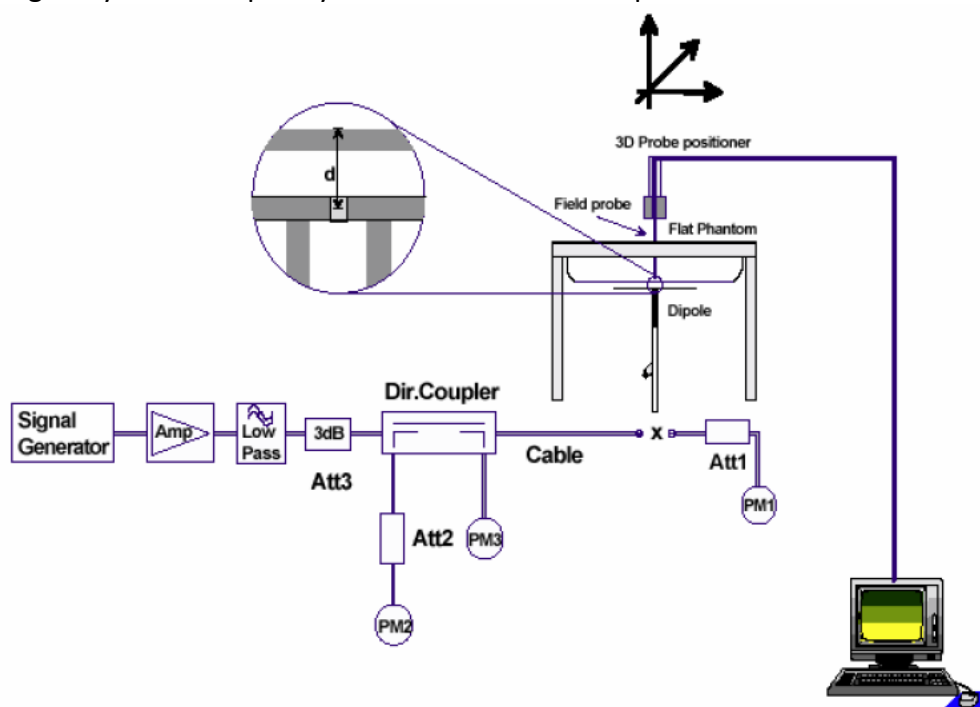 3D Probe positioner
d
Field probe
Flat Phantom
Dipole
Dir.Coupler
Signal
Generator
Amp
Low
Pass
3dB
Att3
Cable
x
Att1
PM1
Att2
PM3
PM2